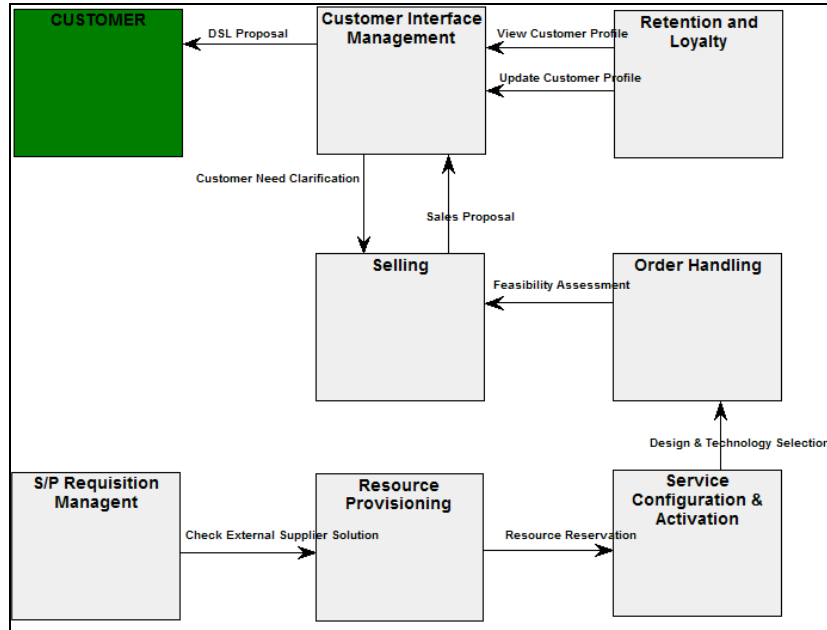 CUSTOMER
DSL Proposal
Customer Interface
Management
View Customer Profile
Update Customer Profile
Retention and
Loyalty
Customer Need Clarification
Sales Proposal
Selling
Feasibility Assessment
Order Handling
Design & Technology Selection
S/P Requisition
Managent
Check External Supplier Solution
Resource
Provisioning
Resource Reservation
Service
Configuration &
Activation